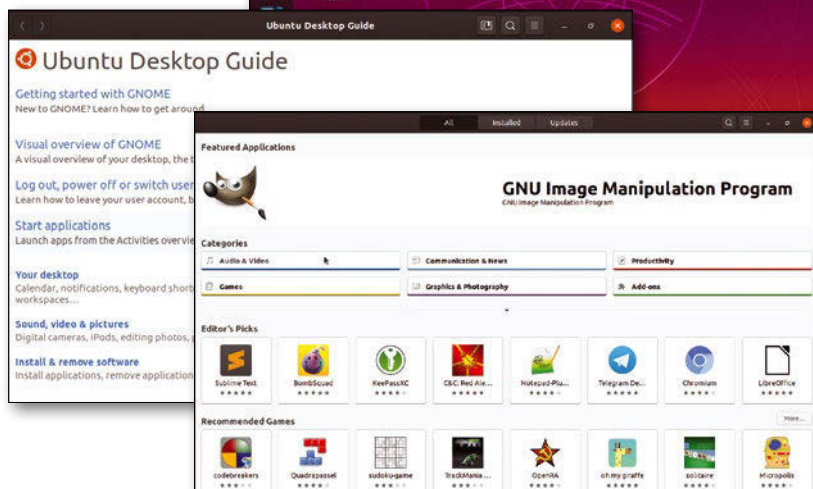 Ubuntu Desktop Guide
Ubuntu Desktop Guide
Getting started with GNOME
New to GNOME? Learn how to get around
Visual overview of GNOME
A visual overview of your desktop, the
Log out, power off or switch user
Learn how to leave your user account,
Start applications
Launch apps from the Activities
Your desktop
Calendar, notifications, keyboard
workspaces...
Sound, video & pictures
Digital cameras, iPods, editing photos,
Install & remove software
Install applications, remove application
All Installed Updates
Featured Applications
GNU Image Manipulation Program
GNU Image Manipulation Program
Categories
Audio & Video Communication & News Productivity
Games Graphics & Photography Add-ons
Editor's Picks
Sublime Text BombSquad KeePassXC C&C: Red Ale... Notepad-Plu... Telegram De... Chromium LibreOffice
Recommended Games
More...
codebreakers Quadrapassel sudoku-game TrackMania ... OpenRA oh my giraffe solitaire Micropolis